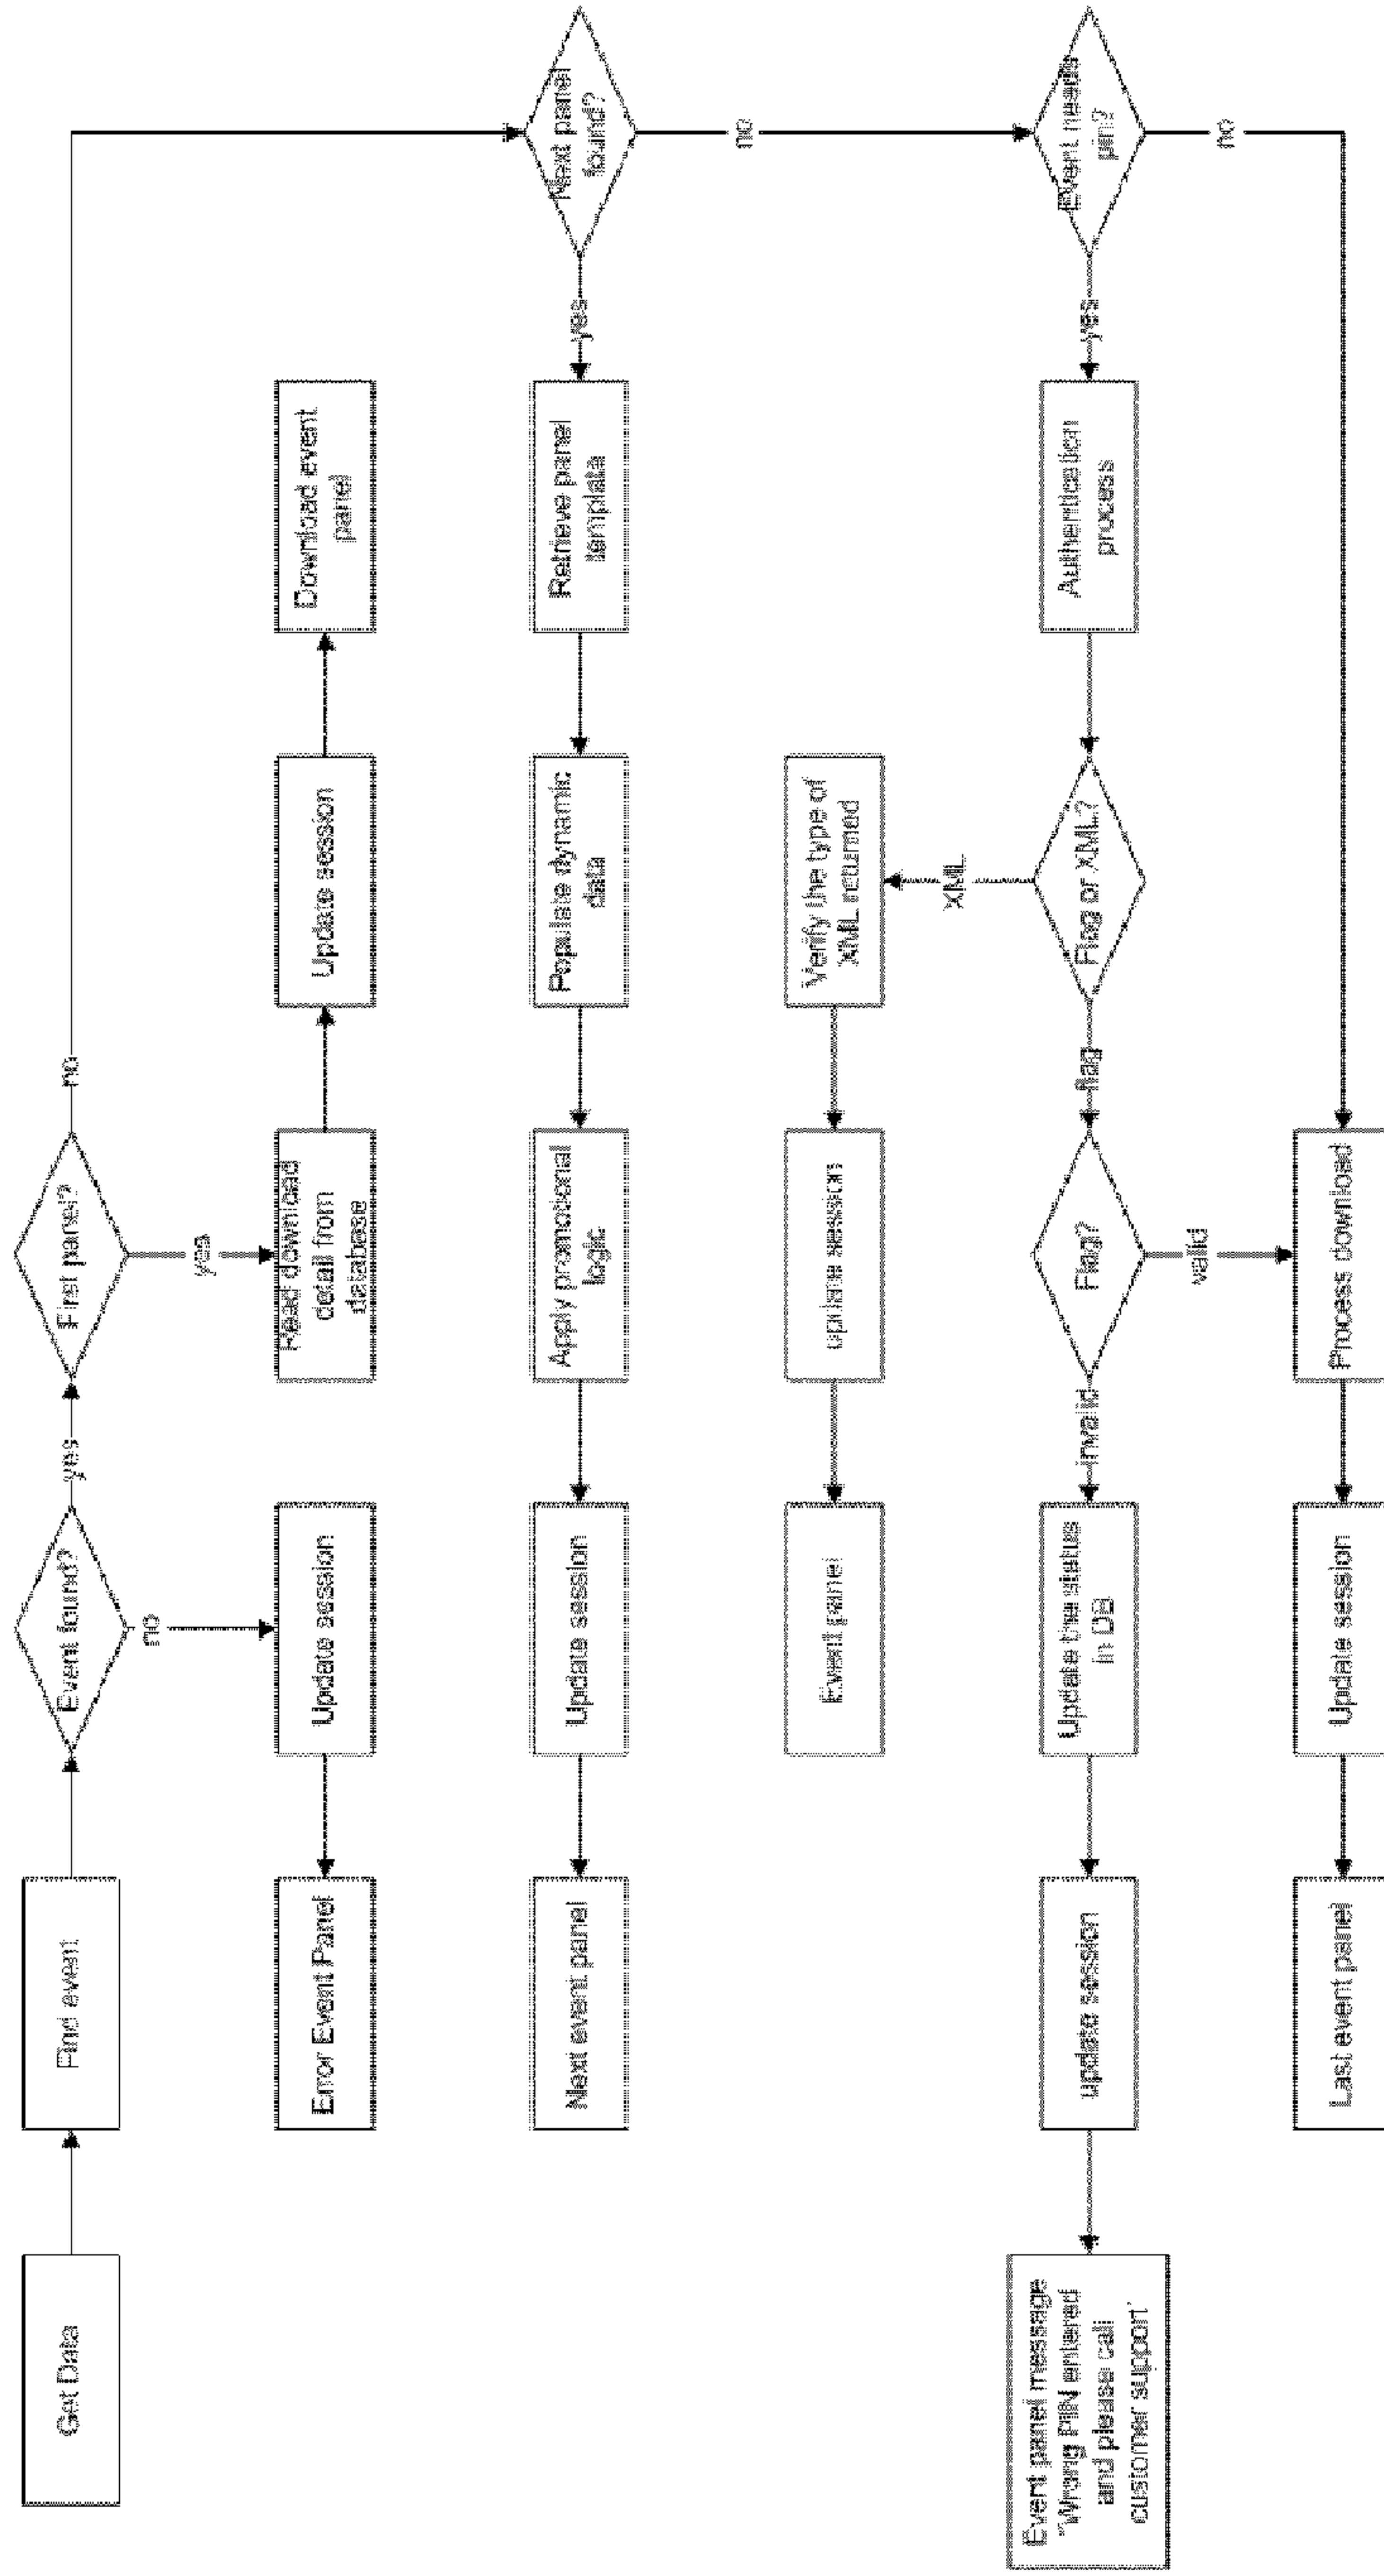 Get Data
Find event
Event found?
yes
First panel?
no
no
Update session
Error Event Panel
yes
Read download
detail from
database
Update session
Download event
panel
Next panel
found?
yes
Retrieve panel
template
Populate dynamic
data
Apply promotional
logic
Update session
Next event panel
no
Event needs
pin?
yes
Authentication
process
Flag or XML?
XML
Verify the type of
XML returned
update session
Event panel
flag
Flag?
invalid
Update the status
in DB
update session
Event panel message
"Wrong PIN entered
and please call
customer support'
valid
no
Process download
Update session
Last event panel